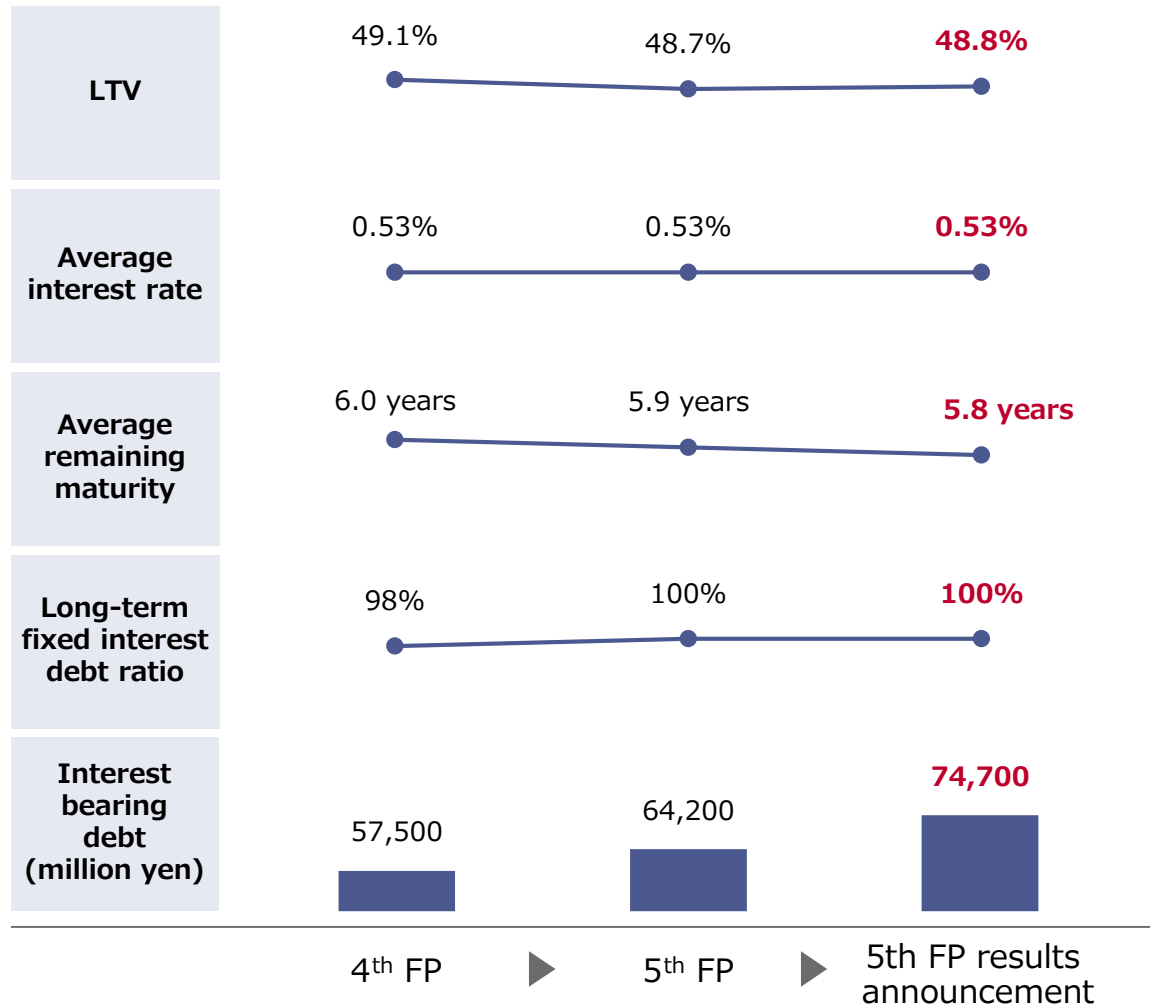 LTV
49.1%
48.7%
48.8%
Average
interest rate
0.53%
0.53%
0.53%
Average
remaining
maturity
6.0 years
5.9 years
5.8 years
Long-term
fixed interest
debt ratio
98%
100%
100%
Interest
bearing
debt
(million yen)
57,500
64,200
74,700
4th FP
5th FP
5th FP results
announcement